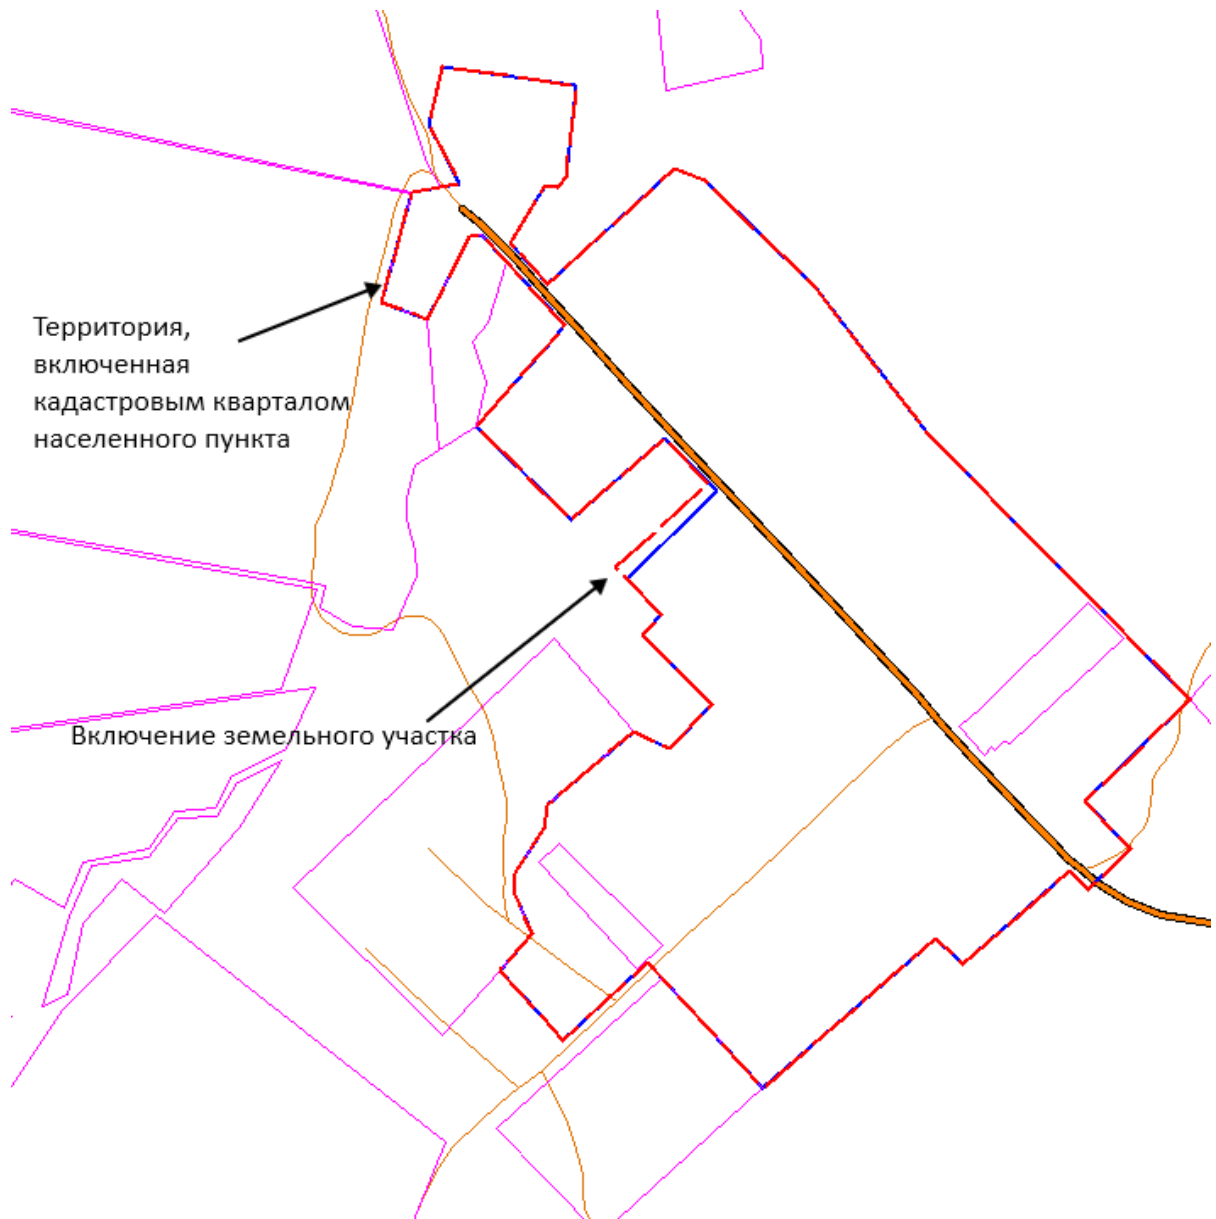 Территория,
включенная
кадастровым кварталом
населенного пункта
Включение земельного участка